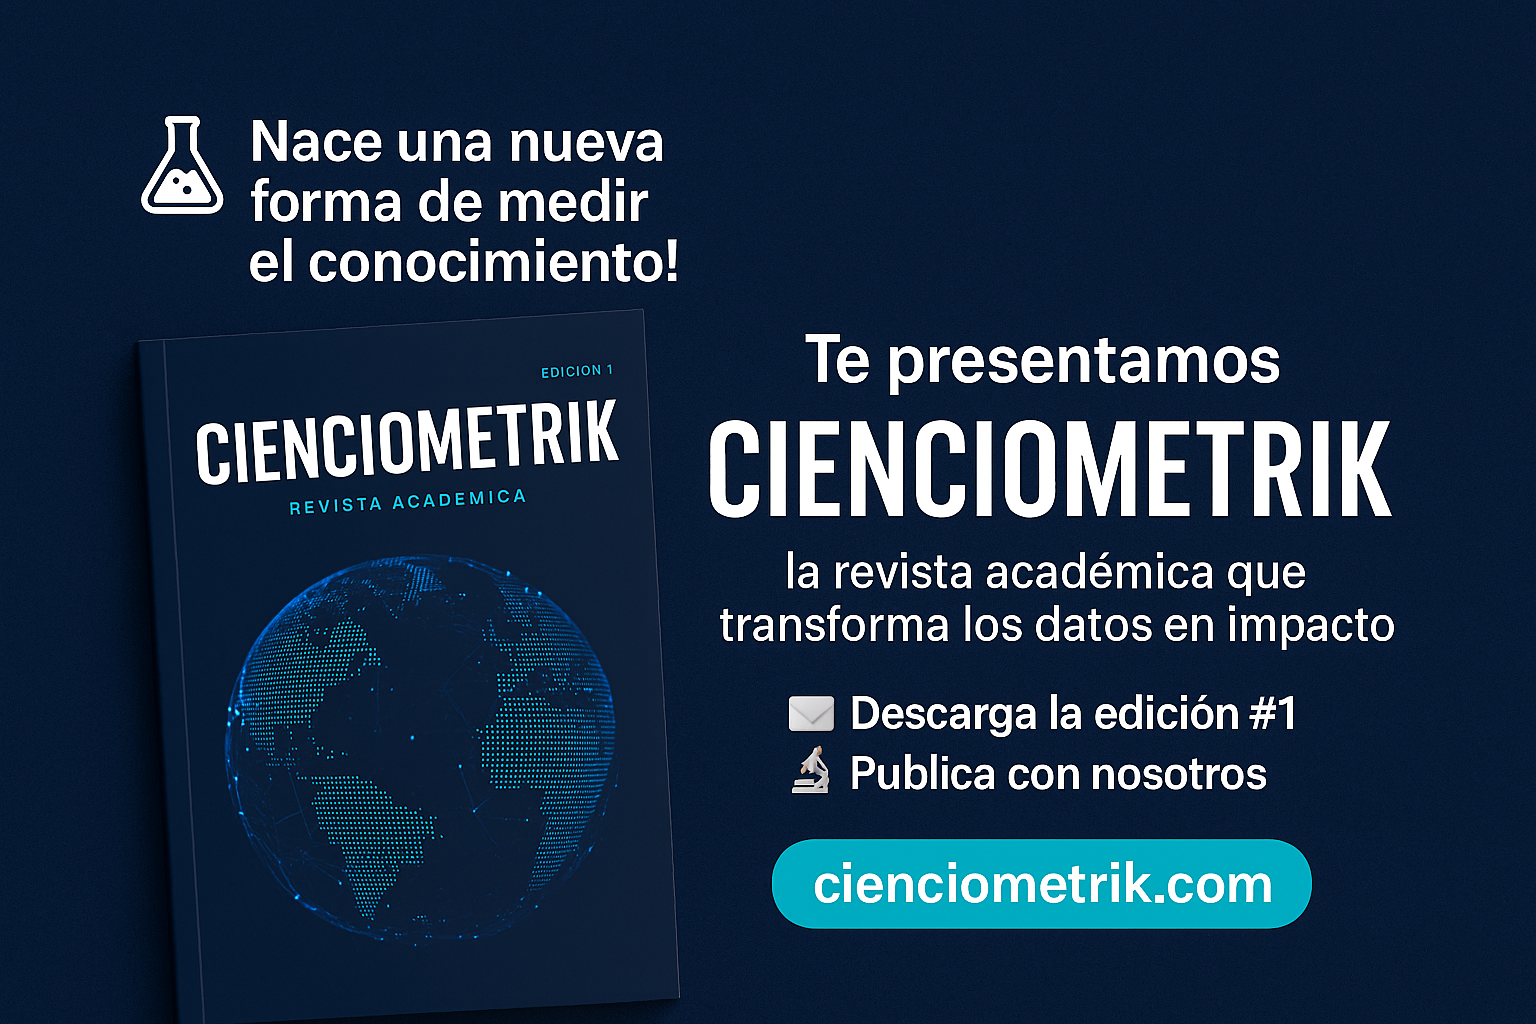 Nace una nueva
forma de medir
el conocimiento!
EDICION 1
CIENCIOMETRIK
REVISTA ACADEMICA
Te presentamos
CIENCIOMETRIK
la revista académica que
transforma los datos en impacto
Descarga la edición #1
Publica con nosotros
cienciometrik.com